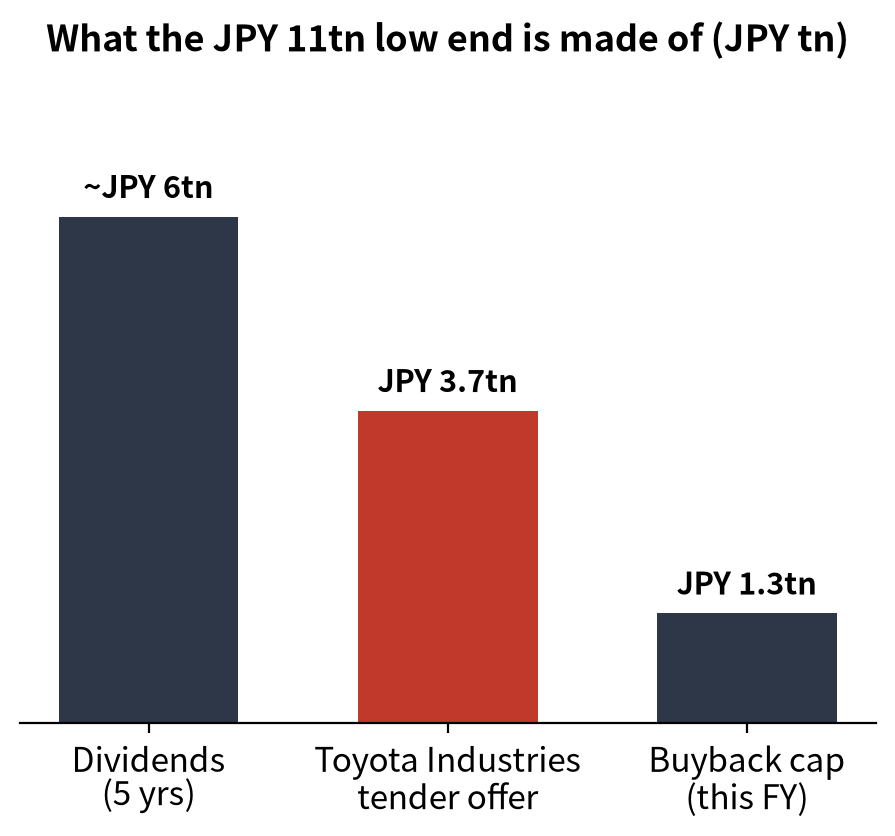 What the JPY 11tn low end is made of (JPY tn)
~JPY 6tn
JPY 3.7tn
JPY 1.3tn
Dividends
(5 yrs)
Toyota Industries
tender offer
Buyback cap
(this FY)